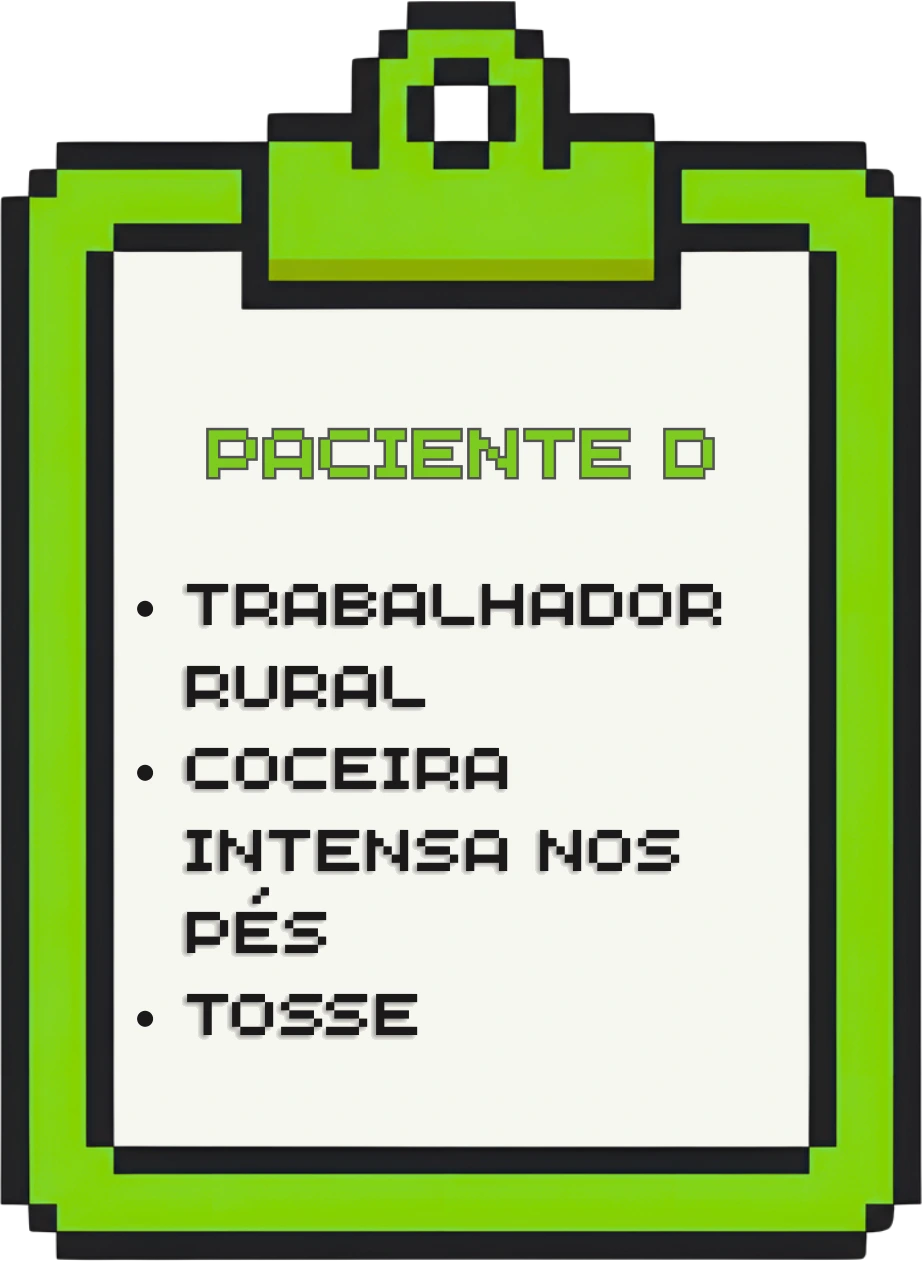 PACIENTE D
• TRABALHADOR
RURAL
• COCEIRA
INTENSA NOS
PÉS
• TOSSE